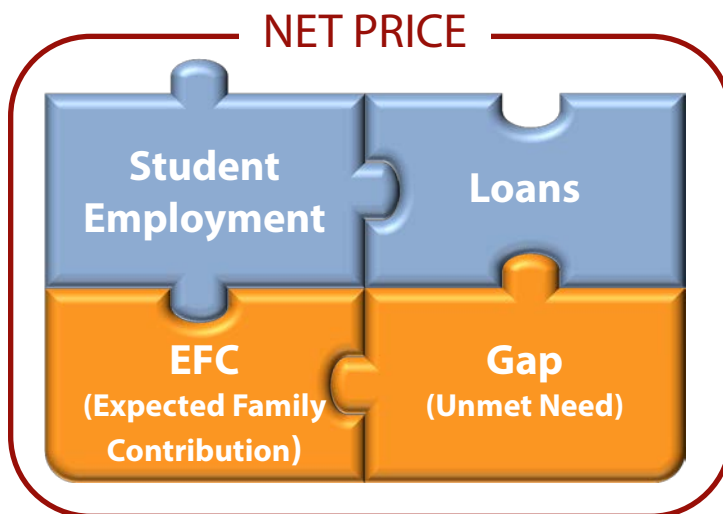 NET PRICE
Student
Employment
Loans
EFC
(Expected Family
Contribution)
Gap
(Unmet Need)